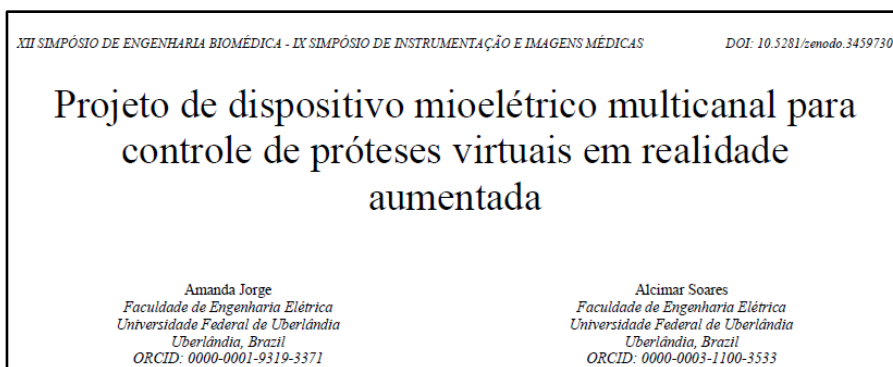 XII SIMPÓSIO DE ENGENHARIA BIOMÉDICA - IX SIMPÓSIO DE INSTRUMENTAÇÃO E IMAGENS MÉDICAS DOI: 10.5281/zenodo.3459730
Projeto de dispositivo mioelétrico multicanal para
controle de próteses virtuais em realidade
aumentada
Amanda Jorge
Faculdade de Engenharia Elétrica
Universidade Federal de Uberlândia
Uberlândia, Brazil
ORCID: 0000-0001-9319-3371
Alcimar Soares
Faculdade de Engenharia Elétrica
Universidade Federal de Uberlândia
Uberlândia, Brazil
ORCID: 0000-0003-1100-3533